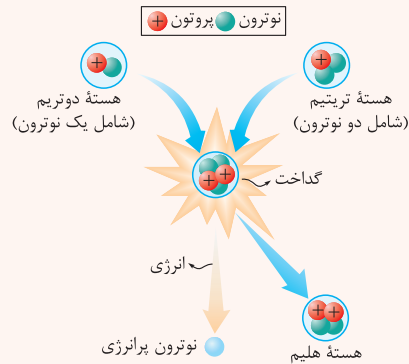 نوترون پروتون +
هستهٔ تریتیم
(شامل دو نوترون)
هستهٔ دوتریم
(شامل یک نوترون)
گداخت
انرژی
نوترون پرانرژی
هستهٔ هلیم